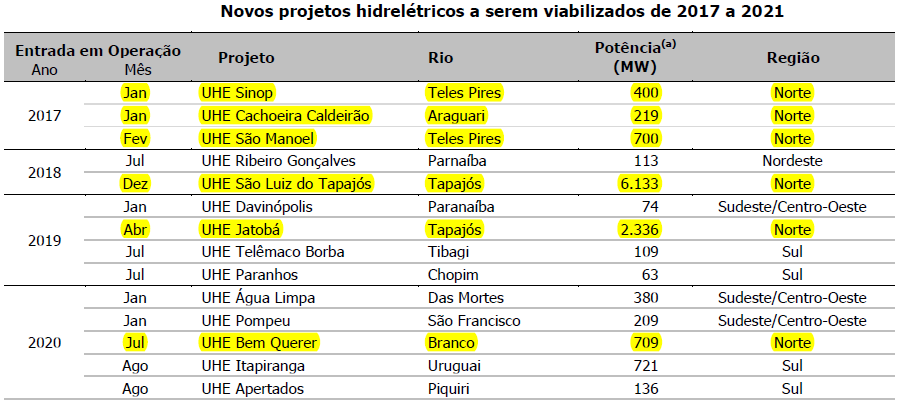 Novos projetos hidrelétricos a serem viabilizados de 2017 a 2021
Entrada em Operação Projeto Rio Potência(a) (MW) Região
Ano Mês
2017 Jan UHE Sinop Teles Pires 400 Norte
Jan UHE Cachoeira Caldeirão Araguari 219 Norte
Fev UHE São Manoel Teles Pires 700 Norte
2018 Jul UHE Ribeiro Gonçalves Parnaíba 113 Nordeste
Dez UHE São Luiz do Tapajós Tapajós 6.133 Norte
2019 Jan UHE Davinópolis Paranaíba 74 Sudeste/Centro-Oeste
Abr UHE Jatobá Tapajós 2.336 Norte
Jul UHE Telêmaco Borba Tibagi 109 Sul
Jul UHE Paranhos Chopim 63 Sul
2020 Jan UHE Água Limpa Das Mortes 380 Sudeste/Centro-Oeste
Jan UHE Pompeu São Francisco 209 Sudeste/Centro-Oeste
Jul UHE Bem Querer Branco 709 Norte
Ago UHE Itapiranga Uruguai 721 Sul
Ago UHE Apertados Piquiri 136 Sul